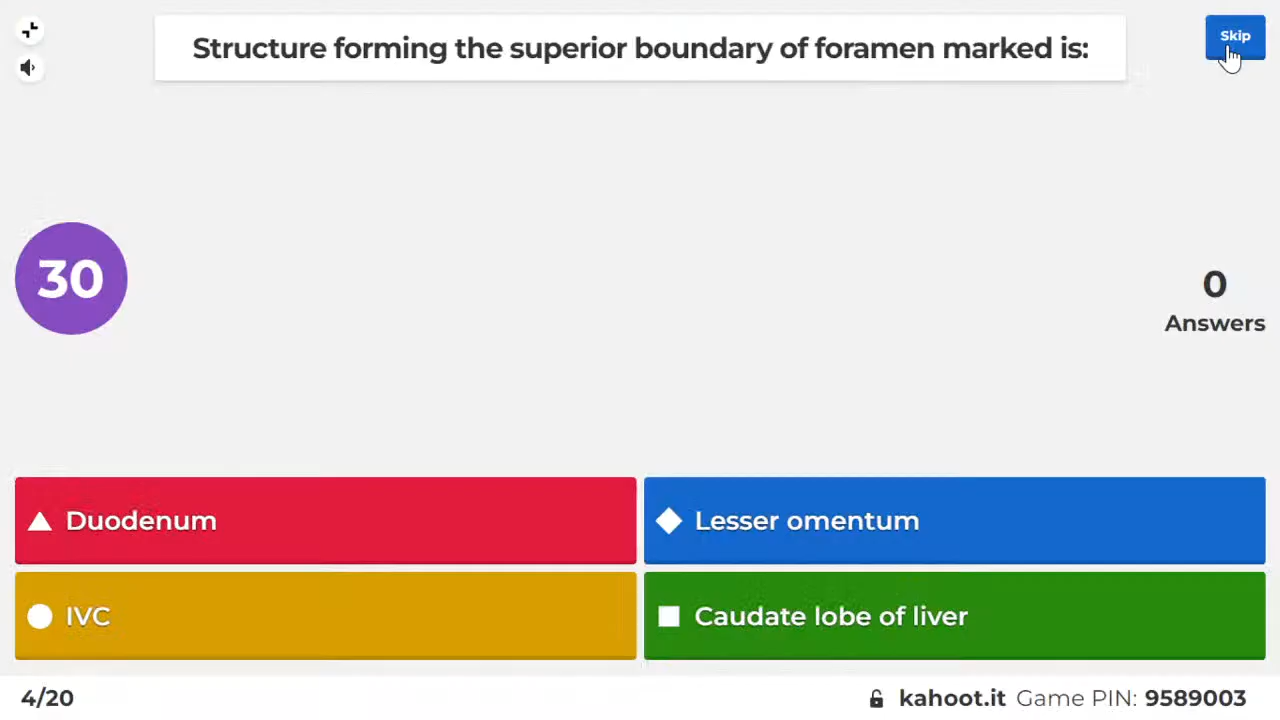 Structure forming the superior boundary of foramen marked is:
Skip
30
0
Answers
Duodenum
Lesser omentum
IVC
Caudate lobe of liver
4/20
kahoot.it Game PIN: 9589003